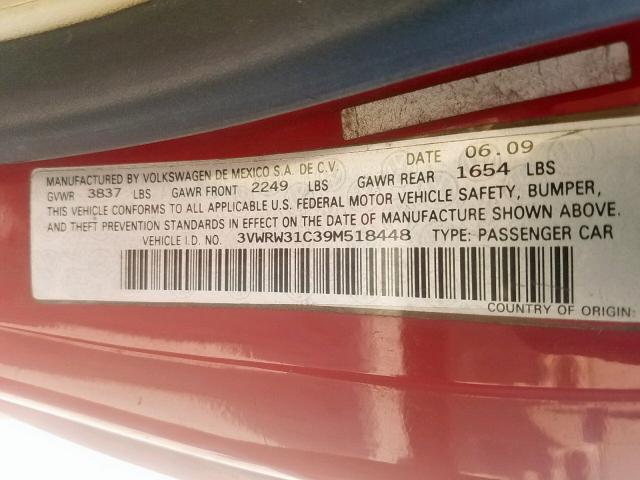 MANUFACTURED BY VOLKSWAGEN DE MEXICO S.A. DE C.V. DATE 06.09
GVWR 3837 LBS GAWR FRONT 2249 LBS GAWR REAR 1654 LBS
THIS VEHICLE CONFORMS TO ALL APPLICABLE U.S. FEDERAL MOTOR VEHICLE SAFETY, BUMPER,
AND THEFT PREVENTION STANDARDS IN EFFECT ON THE DATE OF MANUFACTURE SHOWN ABOVE.
VEHICLE I.D. NO. 3VWRW31C39M518448 TYPE: PASSENGER CAR
COUNTRY OF ORIGIN: